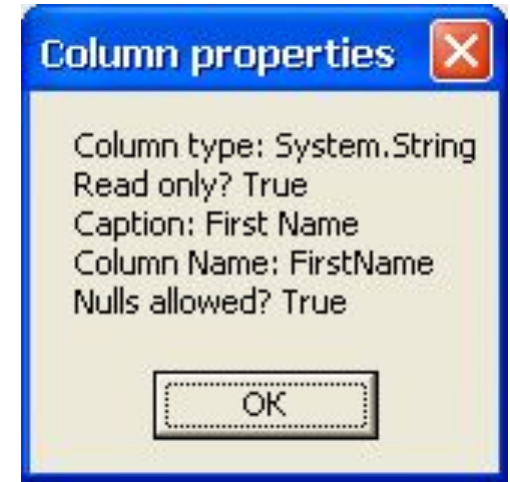 Column properties
Column type: System.String
Read only? True
Caption: First Name
Column Name: FirstName
Nulls allowed? True
OK